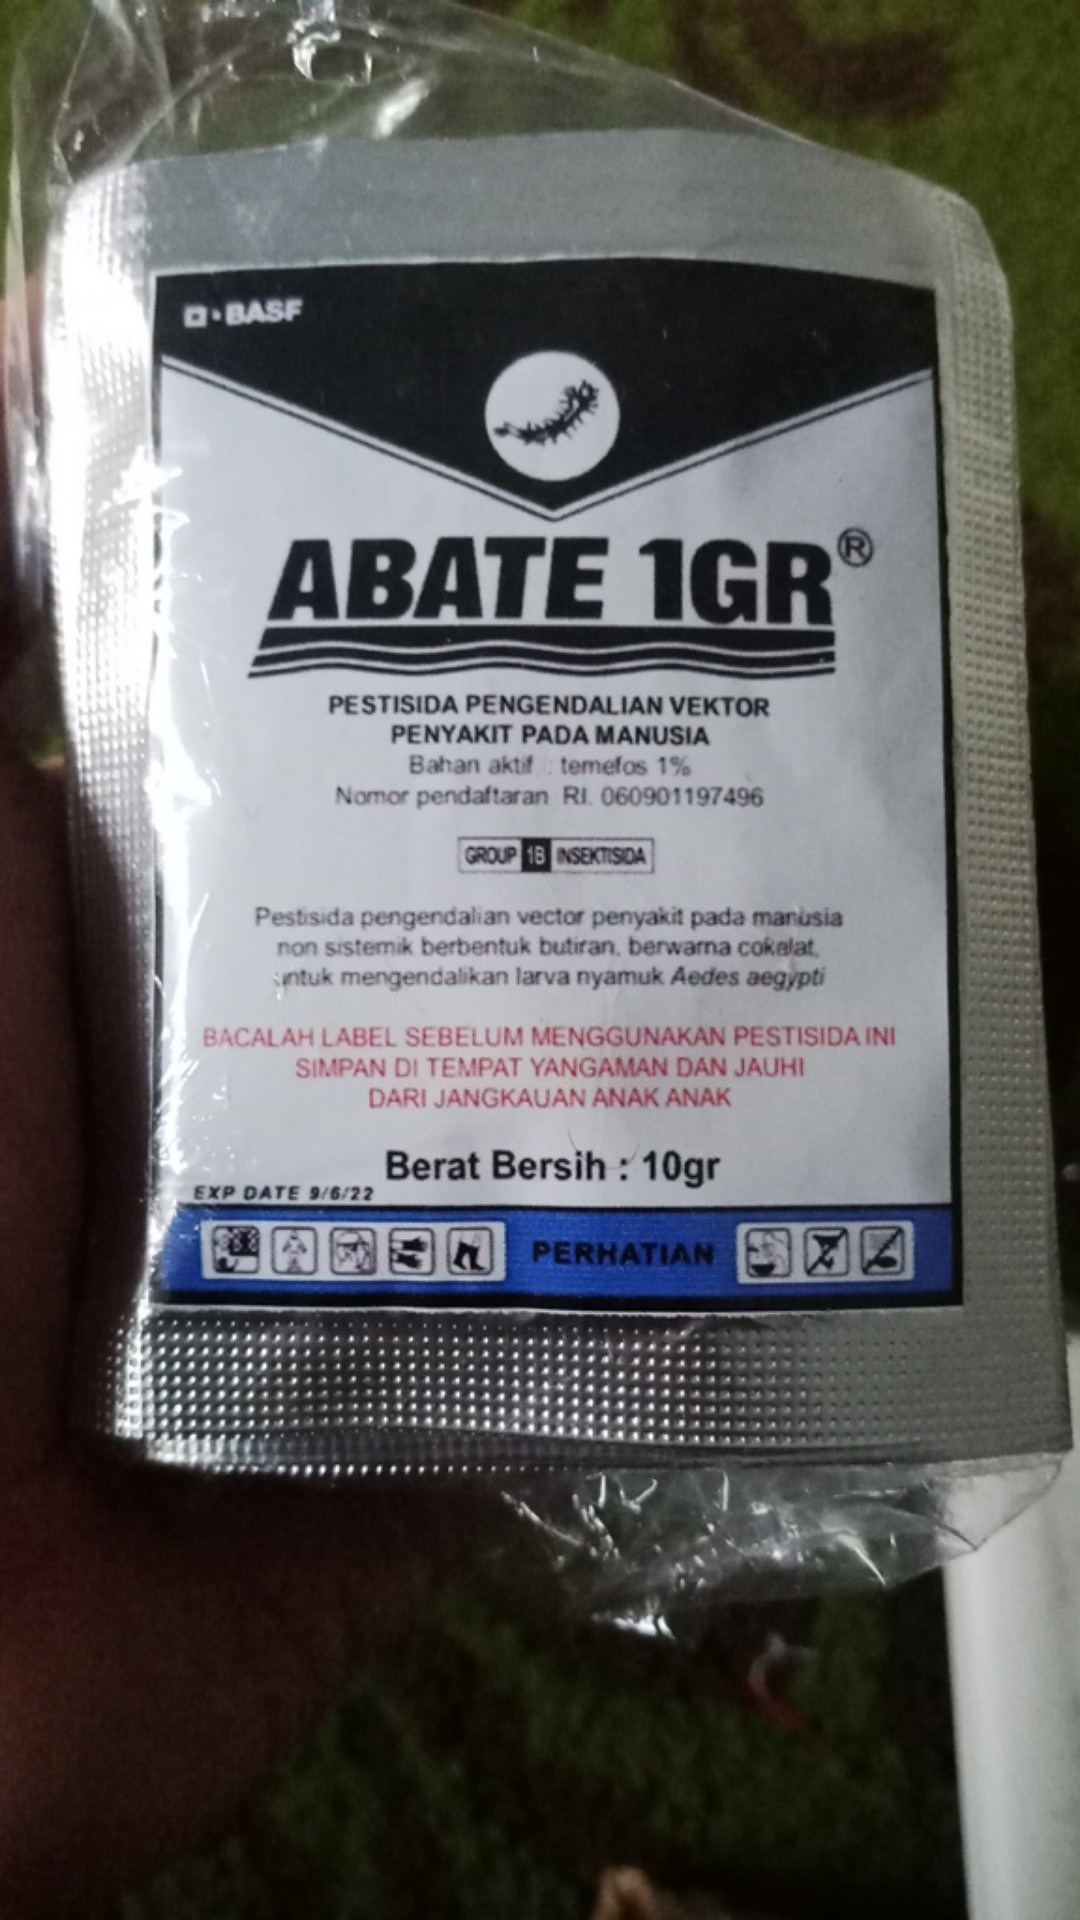 BASF
ABATE 1GR®
PESTISIDA PENGENDALIAN VEKTOR
PENYAKIT PADA MANUSIA
Bahan aktif : temefos 1%
Nomor pendaftaran RI. 060901197496
GROUP 1B INSEKTISIDA
Pestisida pengendalian vector penyakit pada manusia
non sistemik berbentuk butiran, berwarna cokelat,
untuk mengendalikan larva nyamuk Aedes aegypti
BACALAH LABEL SEBELUM MENGGUNAKAN PESTISIDA INI
SIMPAN DI TEMPAT YANGAMAN DAN JAUHI
DARI JANGKAUAN ANAK ANAK
Berat Bersih : 10gr
EXP DATE 9/6/22
PERHATIAN